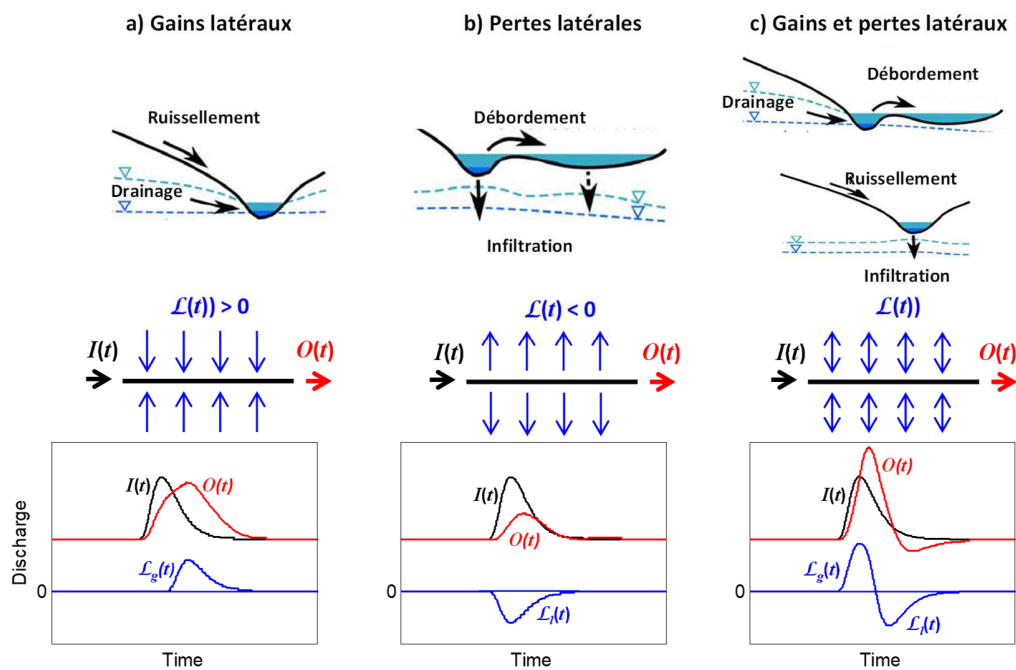 a) Gains latéraux
Ruissellement
Drainage
ℒ(t)) > 0
I(t)
O(t)
I(t)
O(t)
ℒg(t)
Discharge
0
Time
b) Pertes latérales
Débordement
Infiltration
ℒ(t) < 0
I(t)
O(t)
I(t)
O(t)
ℒl(t)
0
Time
c) Gains et pertes latéraux
Débordement
Drainage
Ruissellement
Infiltration
ℒ(t))
I(t)
O(t)
O(t)
I(t)
ℒg(t)
ℒl(t)
0
Time